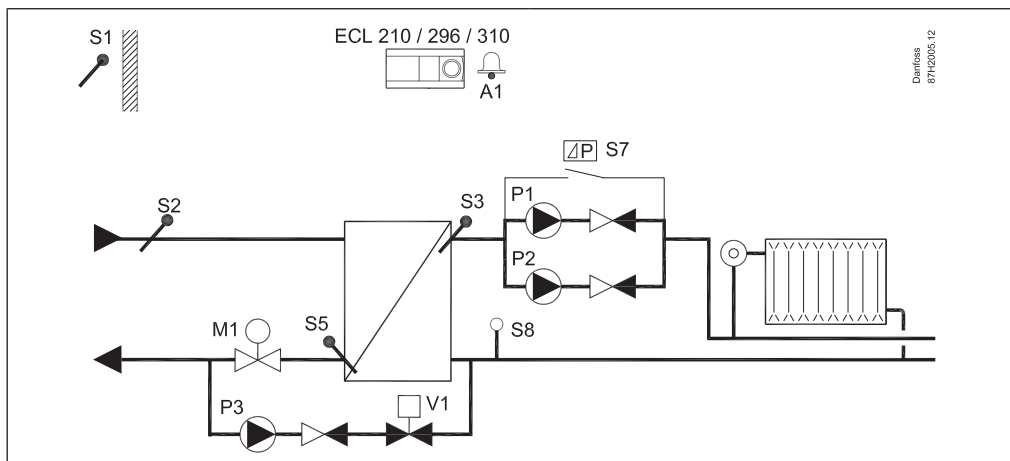 S1
ECL 210 / 296 / 310
A1
Danfoss
87H2005.12
⊿P S7
P1
S2
S3
P2
M1
S5
S8
P3
V1